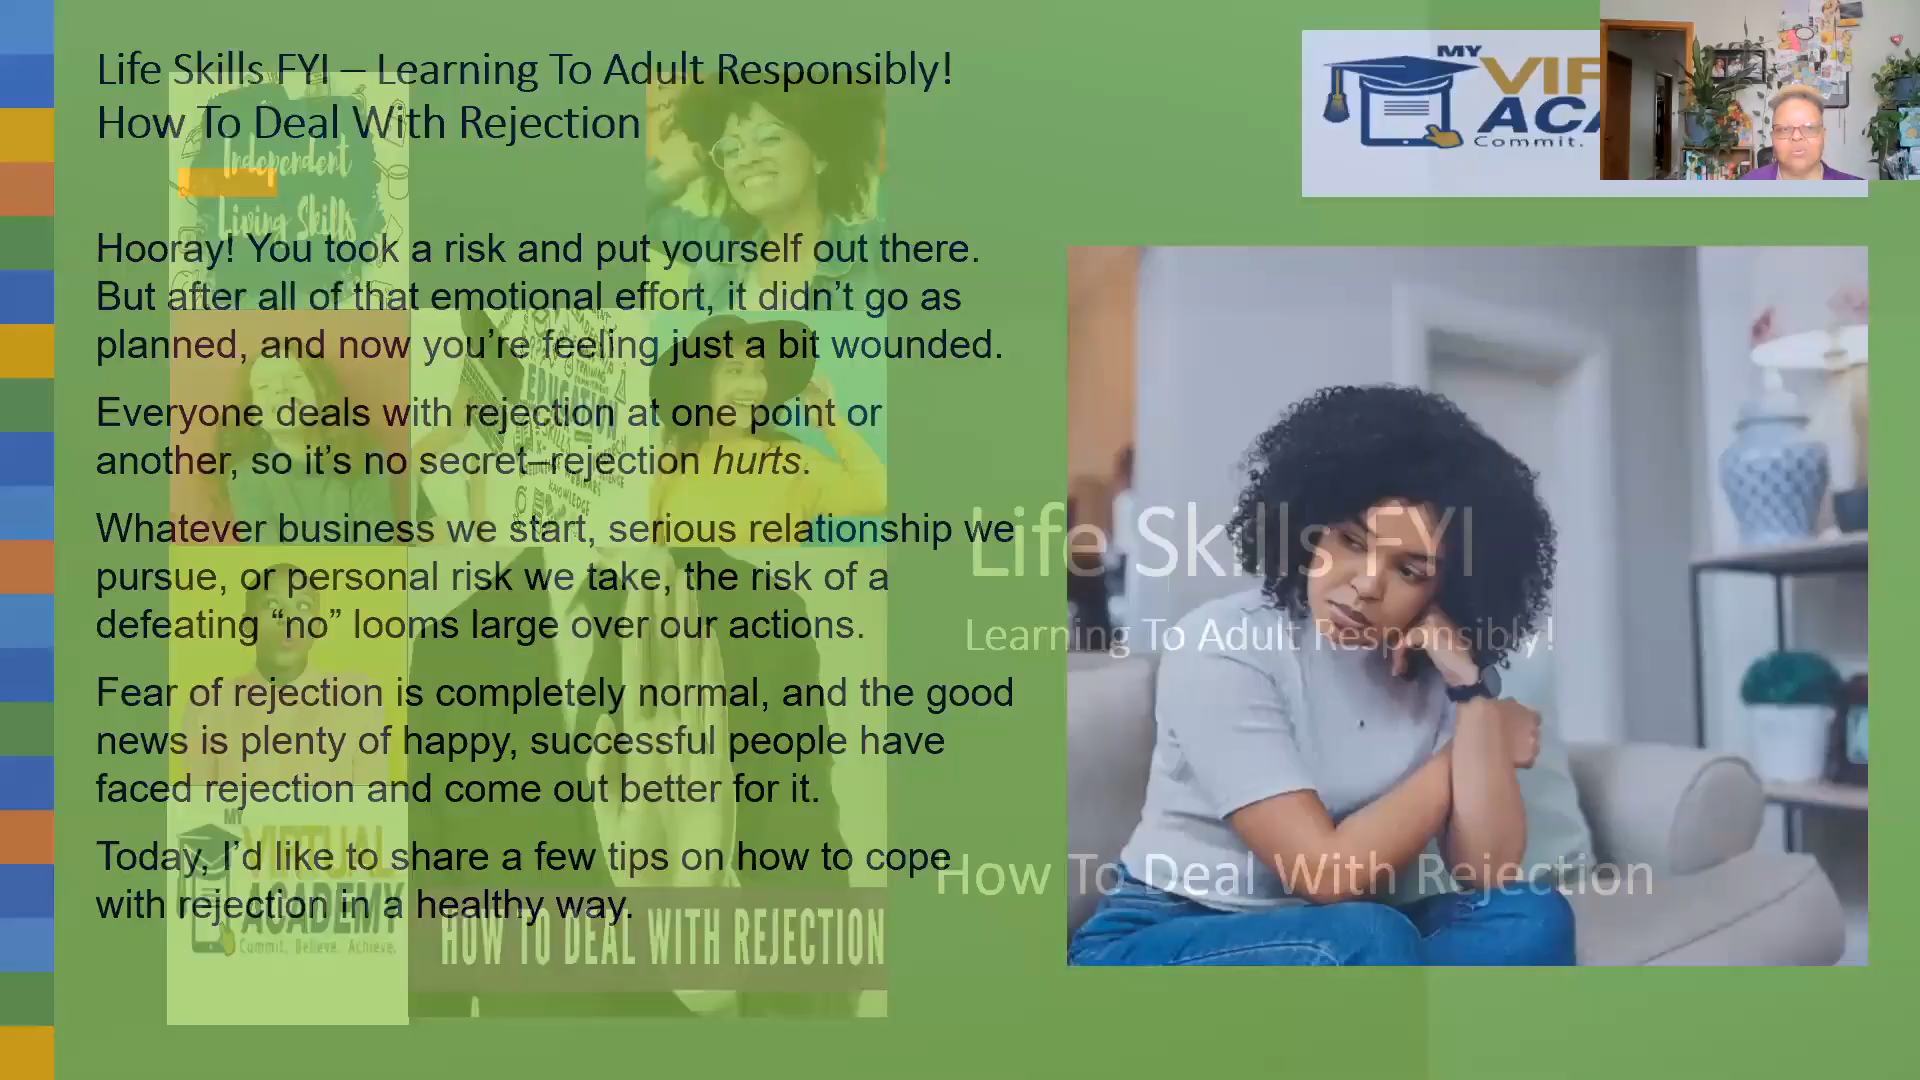 Life Skills FYI – Learning To Adult Responsibly!
How To Deal With Rejection
MY
VIF
ACA
Commit.
Independent
Living Skills
Hooray! You took a risk and put yourself out there.
But after all of that emotional effort, it didn’t go as
planned, and now you’re feeling just a bit wounded.
Everyone deals with rejection at one point or
another, so it’s no secret–rejection hurts.
EDUCATION
SKILLS
KNOWLEDGE
Whatever business we start, serious relationship we
pursue, or personal risk we take, the risk of a
defeating “no” looms large over our actions.
Life Skills FYI
Learning To Adult Responsibly!
Fear of rejection is completely normal, and the good
news is plenty of happy, successful people have
faced rejection and come out better for it.
Today, I’d like to share a few tips on how to cope
with rejection in a healthy way.
MY
VIRTUAL
ACADEMY
Commit. Believe. Achieve.
HOW TO DEAL WITH REJECTION
How To Deal With Rejection